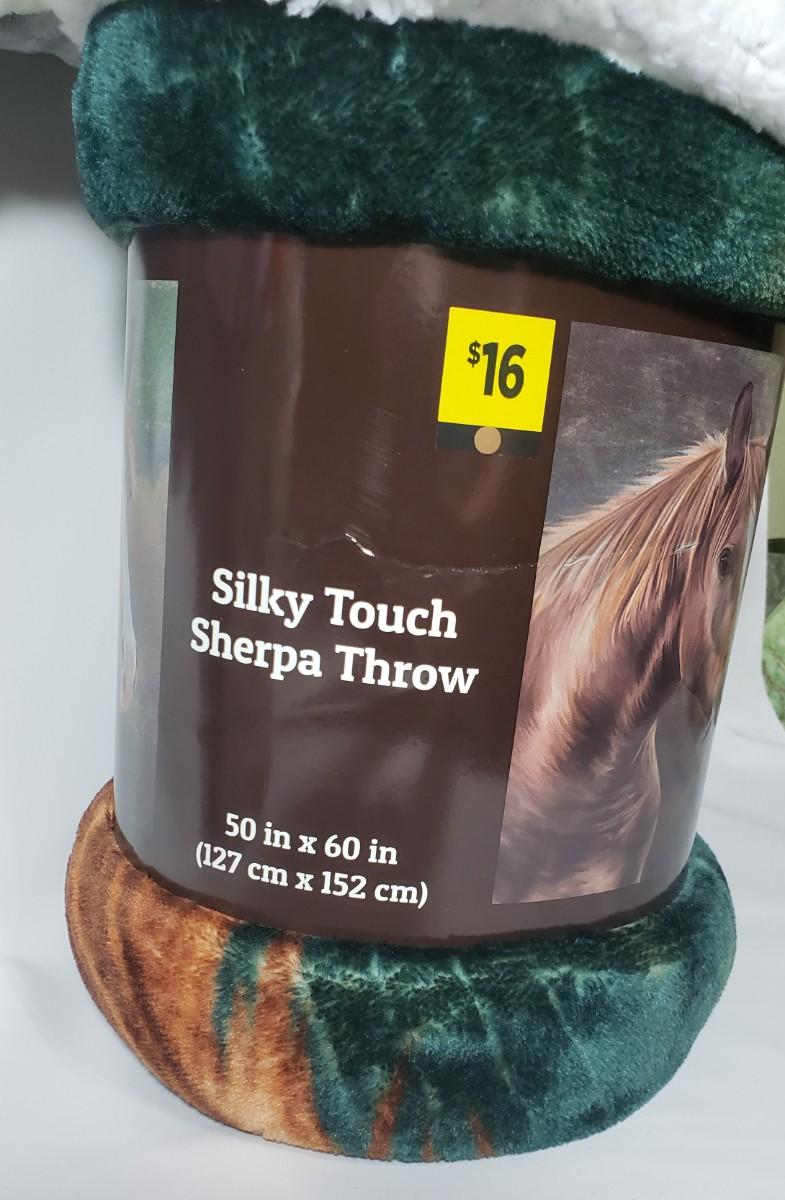 $16
Silky Touch
Sherpa Throw
50 in x 60 in
(127 cm x 152 cm)